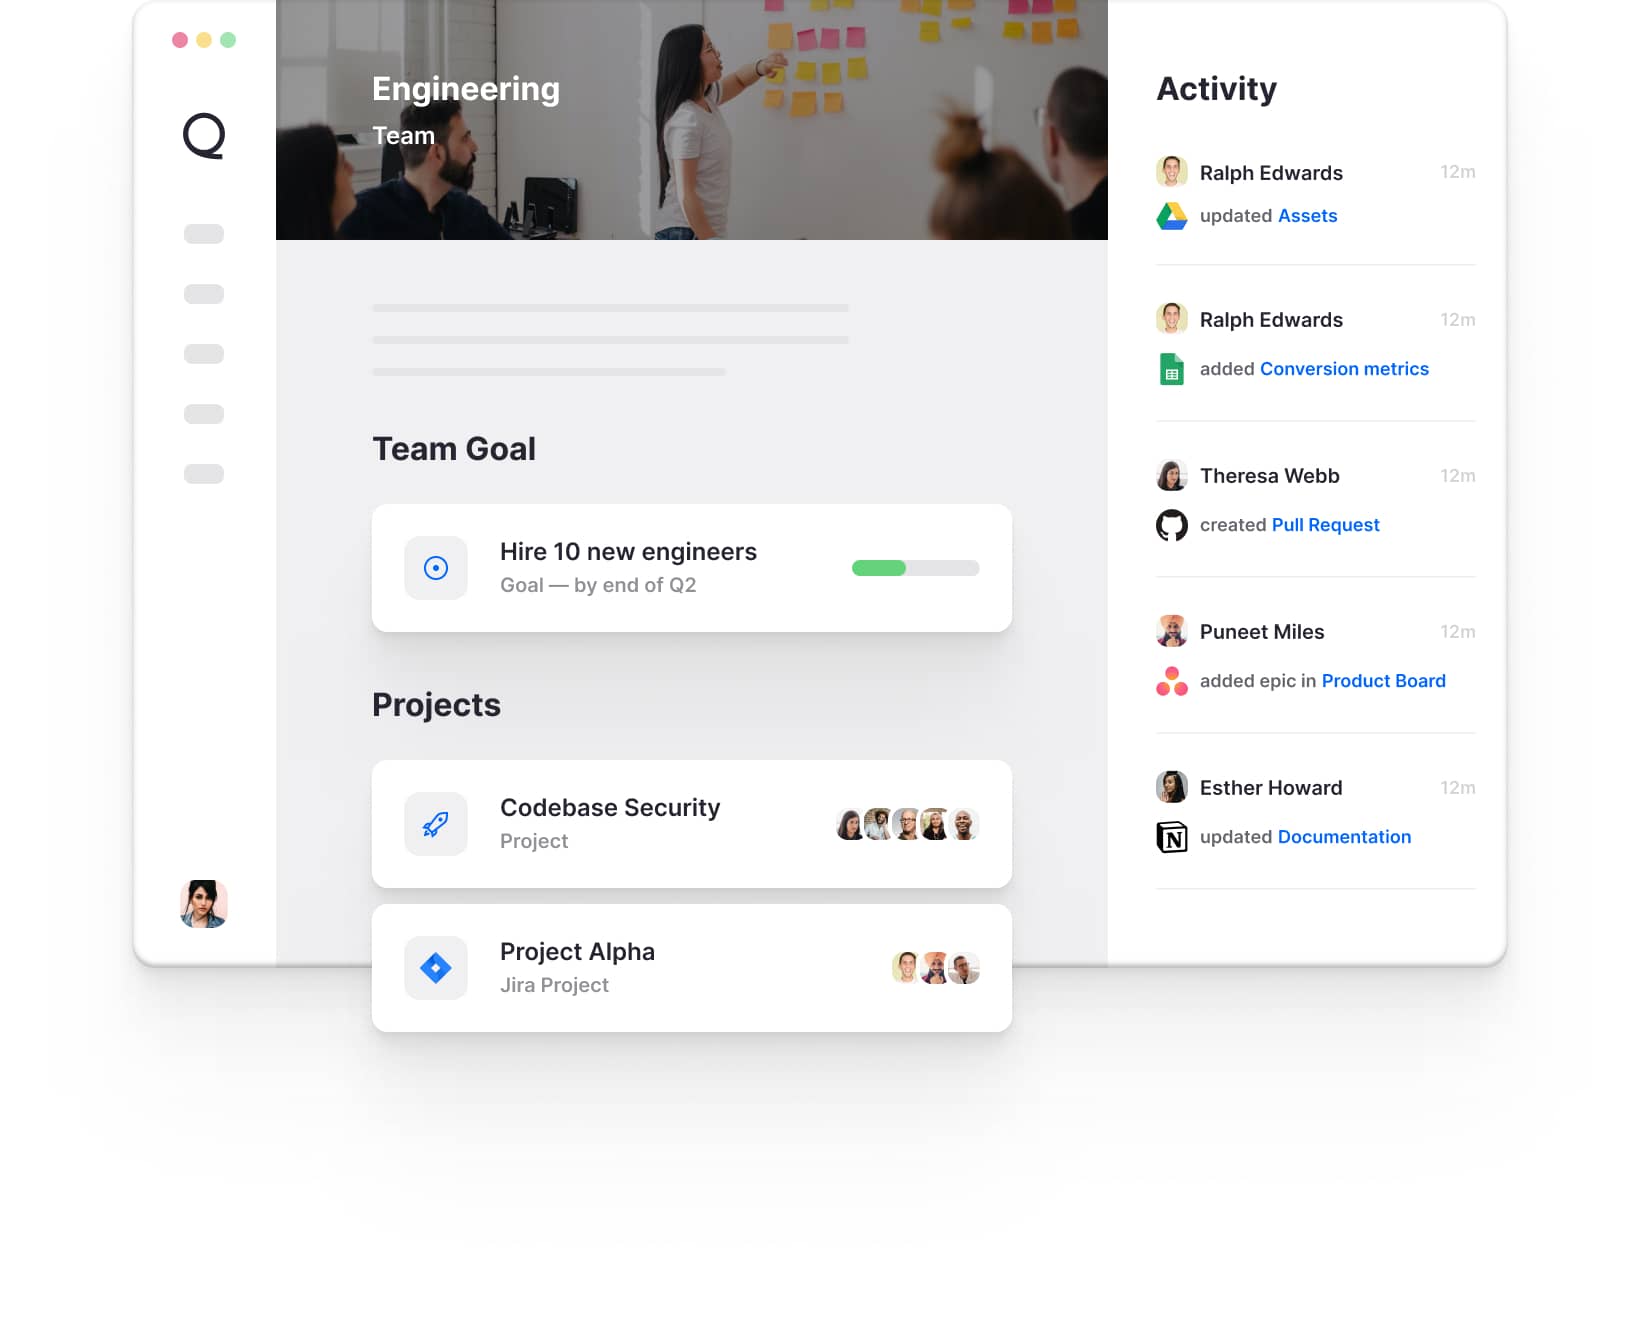 Q
Engineering
Team
Team Goal
Hire 10 new engineers
Goal — by end of Q2
Projects
Codebase Security
Project
Project Alpha
Jira Project
Activity
Ralph Edwards 12m
updated Assets
Ralph Edwards 12m
added Conversion metrics
Theresa Webb 12m
created Pull Request
Puneet Miles 12m
added epic in Product Board
Esther Howard 12m
N updated Documentation